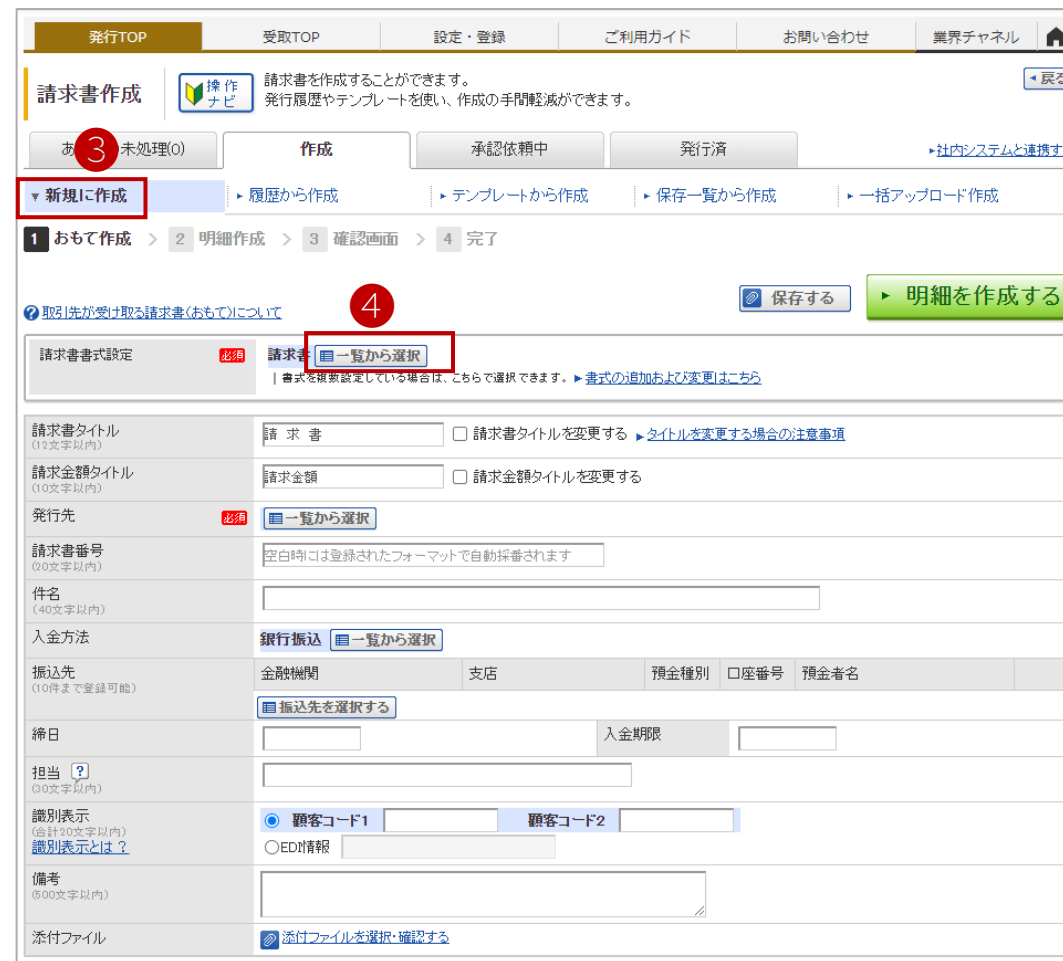 発行TOP 受取TOP 設定・登録 ご利用ガイド お問い合わせ 業界チャネル
請求書作成 操作ナビ 請求書を作成することができます。
発行履歴やテンプレートを使い、作成の手間軽減ができます。
戻る
3
あ 未処理(0) 作成 承認依頼中 発行済 社内システムと連携す
新規に作成 履歴から作成 テンプレートから作成 保存一覧から作成 一括アップロード作成
1 おもて作成 > 2 明細作成 > 3 確認画面 > 4 完了
4
取引先が受け取る請求書(おもて)について 保存する 明細を作成する
請求書書式設定 必須 請求書 一覧から選択
| 書式を複数設定している場合は、こちらで選択できます。 書式の追加および変更はこちら
請求書タイトル
(12文字以内)
請 求 書 請求書タイトルを変更する タイトルを変更する場合の注意事項
請求金額タイトル
(10文字以内)
請求金額 請求金額タイトルを変更する
発行先 必須 一覧から選択
請求書番号
(20文字以内)
空白時には登録されたフォーマットで自動採番されます
件名
(40文字以内)
入金方法 銀行振込 一覧から選択
振込先
(10件まで登録可能)
金融機関 支店 預金種別 口座番号 預金者名
振込先を選択する
締日 入金期限
担当 ?
(30文字以内)
識別表示
(合計20文字以内)
識別表示とは?
顧客コード1 顧客コード2
EDI情報
備考
(500文字以内)
添付ファイル 添付ファイルを選択・確認する